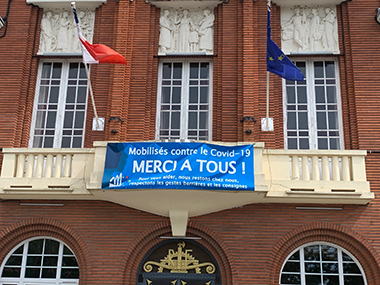 Mobilisés contre le Covid-19
MERCI A TOUS !
Pour vous aider, nous restons chez nous,
respectons les gestes barrières et les consignes